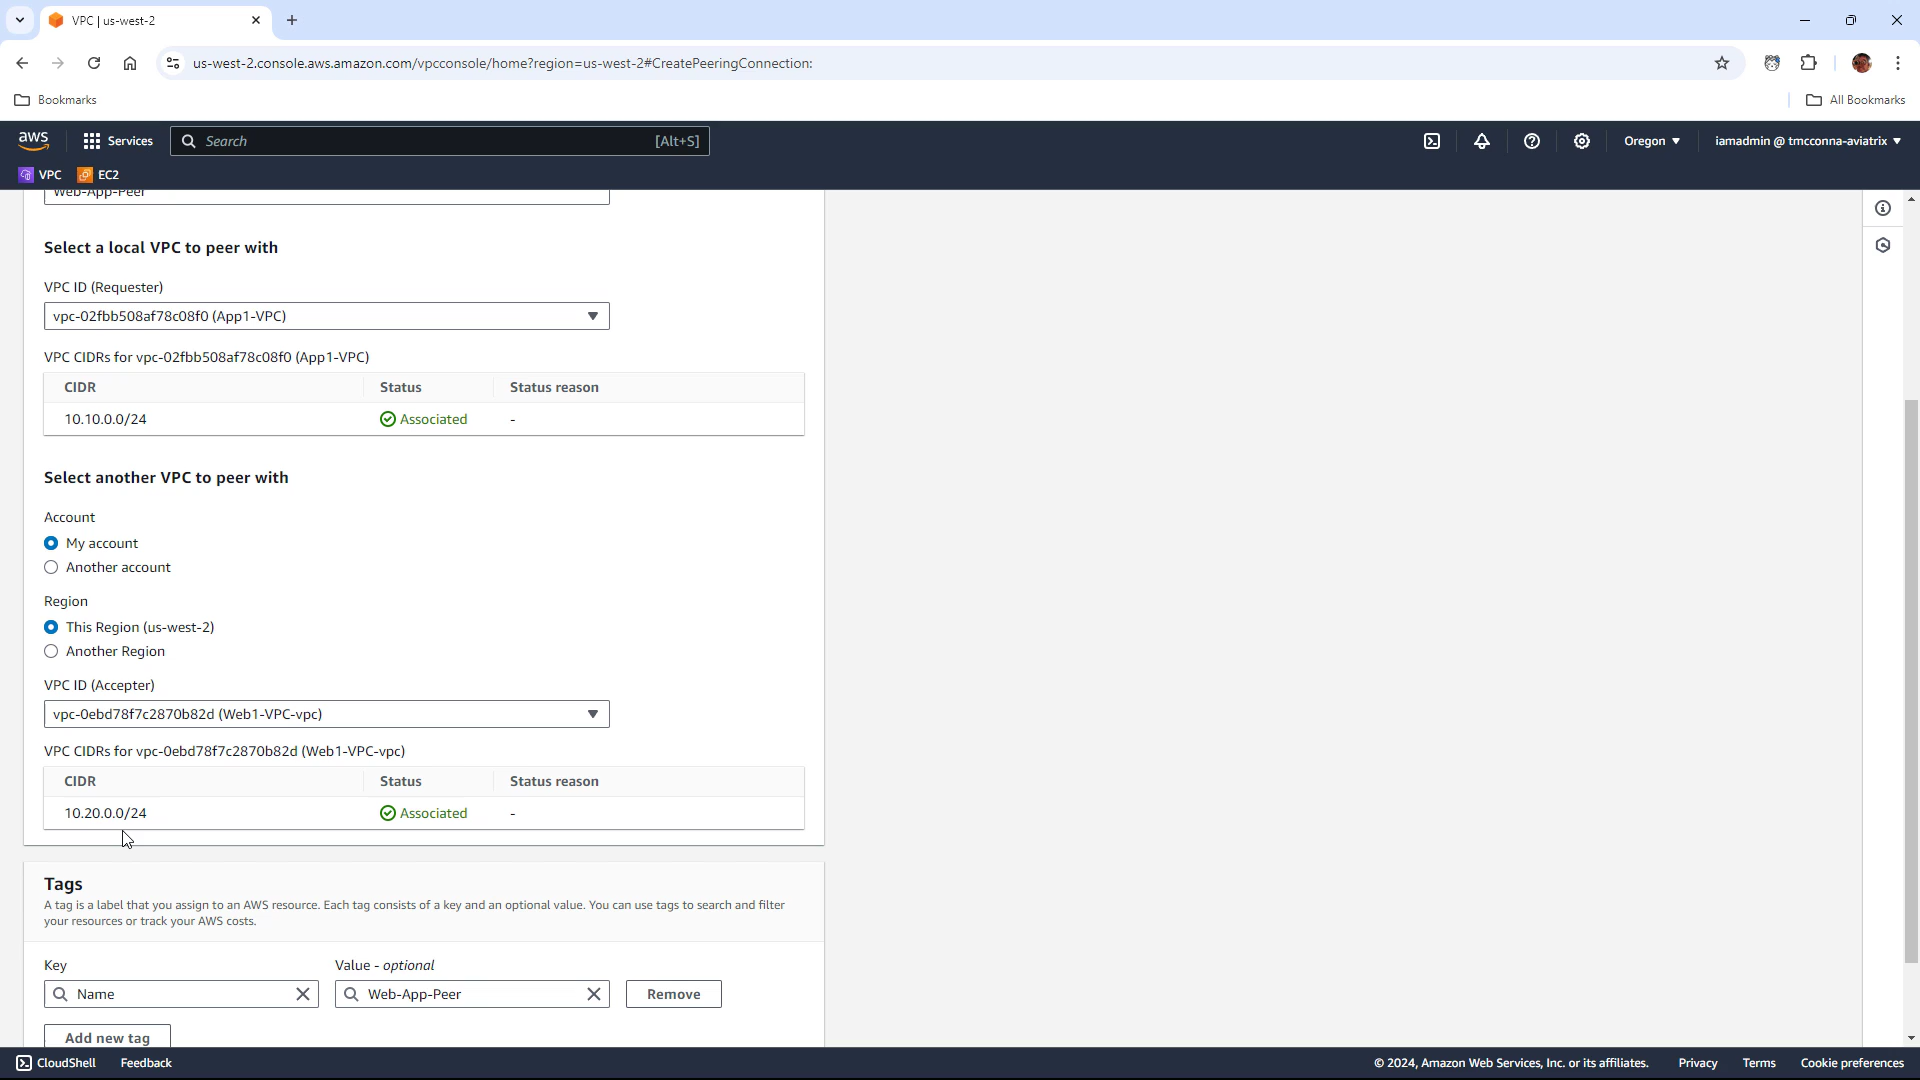 VPC | us-west-2
us-west-2.console.aws.amazon.com/vpcconsole/home?region=us-west-2#CreatePeeringConnection:
Bookmarks
All Bookmarks
aws
Services
Search
[Alt+S]
Oregon
iamadmin @ tmcconna-aviatrix
VPC
EC2
Web-App-Peer
Select a local VPC to peer with
VPC ID (Requester)
vpc-02fbb508af78c08f0 (App1-VPC)
VPC CIDRs for vpc-02fbb508af78c08f0 (App1-VPC)
CIDR Status Status reason
10.10.0.0/24 Associated -
Select another VPC to peer with
Account
My account
Another account
Region
This Region (us-west-2)
Another Region
VPC ID (Accepter)
vpc-0ebd78f7c2870b82d (Web1-VPC-vpc)
VPC CIDRs for vpc-0ebd78f7c2870b82d (Web1-VPC-vpc)
CIDR Status Status reason
10.20.0.0/24 Associated -
Tags
A tag is a label that you assign to an AWS resource. Each tag consists of a key and an optional value. You can use tags to search and filter
your resources or track your AWS costs.
Key Value - optional
Name Web-App-Peer Remove
Add new tag
CloudShell Feedback © 2024, Amazon Web Services, Inc. or its affiliates. Privacy Terms Cookie preferences